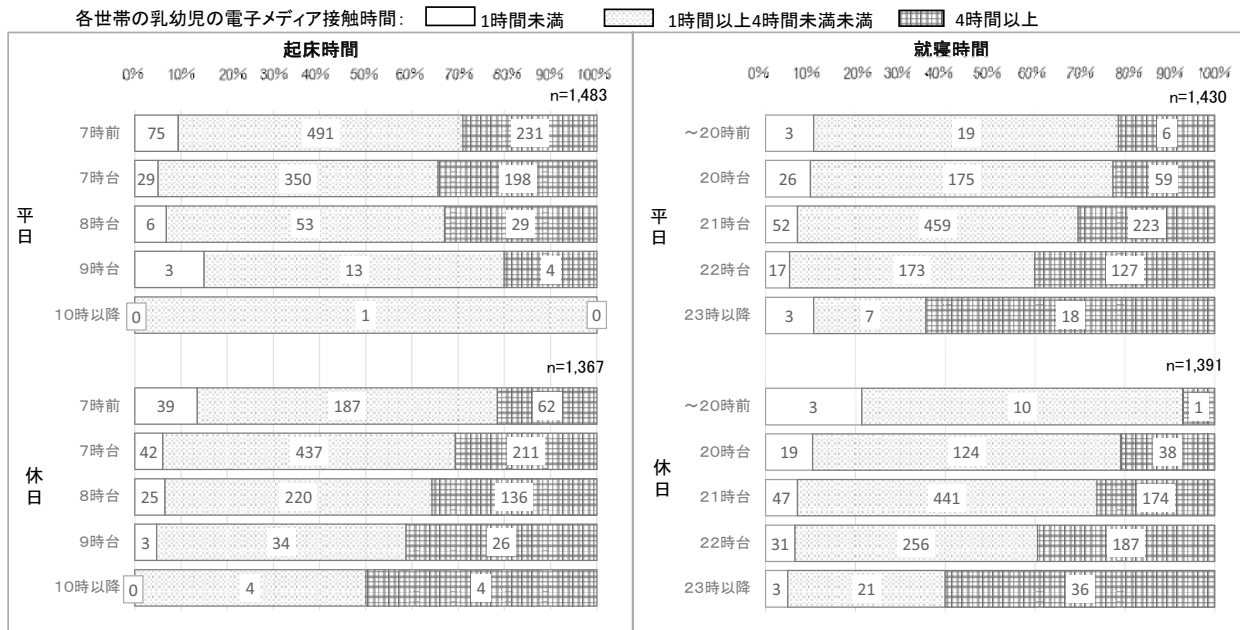 各世帯の乳幼児の電子メディア接触時間: 1時間未満 1時間以上4時間未満未満 4時間以上
起床時間
0% 10% 20% 30% 40% 50% 60% 70% 80% 90% 100%
n=1,483
平日
7時前 75 491 231
7時台 29 350 198
8時台 6 53 29
9時台 3 13 4
10時以降 0 1 0
n=1,367
休日
7時前 39 187 62
7時台 42 437 211
8時台 25 220 136
9時台 3 34 26
10時以降 0 4 4
就寝時間
0% 10% 20% 30% 40% 50% 60% 70% 80% 90% 100%
n=1,430
平日
～20時前 3 19 6
20時台 26 175 59
21時台 52 459 223
22時台 17 173 127
23時以降 3 7 18
n=1,391
休日
～20時前 3 10 1
20時台 19 124 38
21時台 47 441 174
22時台 31 256 187
23時以降 3 21 36